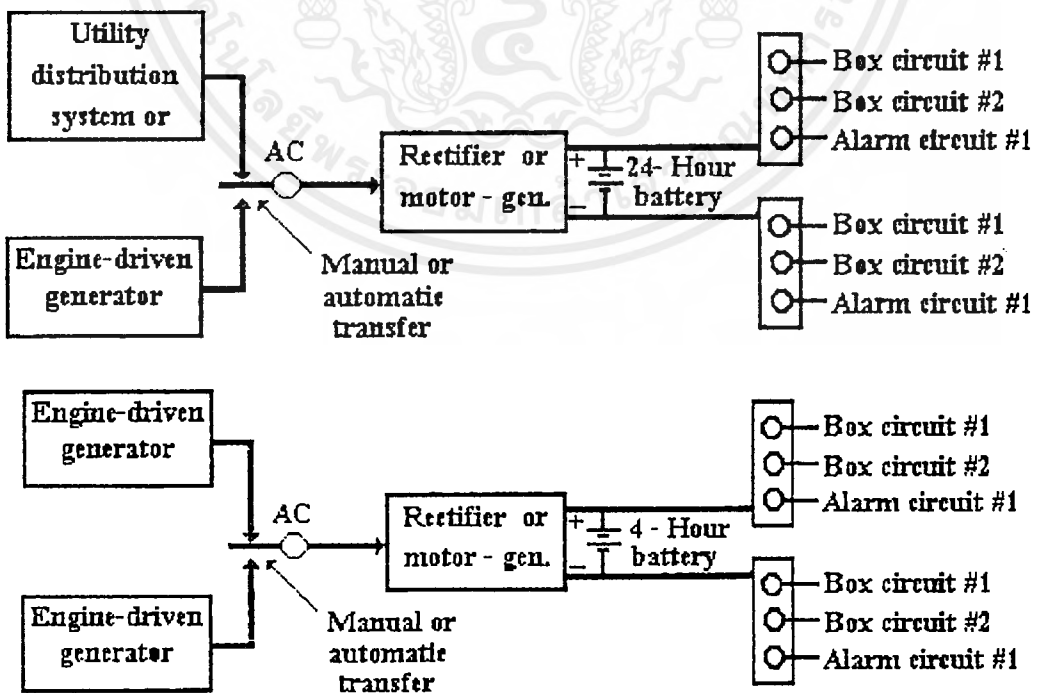 Utility
distribution
system or
Engine-driven
generator
AC
Manual or
automatic
transfer
Rectifier or
motor - gen.
+
−
24- Hour
battery
Box circuit #1
Box circuit #2
Alarm circuit #1
Box circuit #1
Box circuit #2
Alarm circuit #1
Engine-driven
generator
Engine-driven
generator
AC
Manual or
automatic
transfer
Rectifier or
motor - gen.
+
−
4 - Hour
battery
Box circuit #1
Box circuit #2
Alarm circuit #1
Box circuit #1
Box circuit #2
Alarm circuit #1